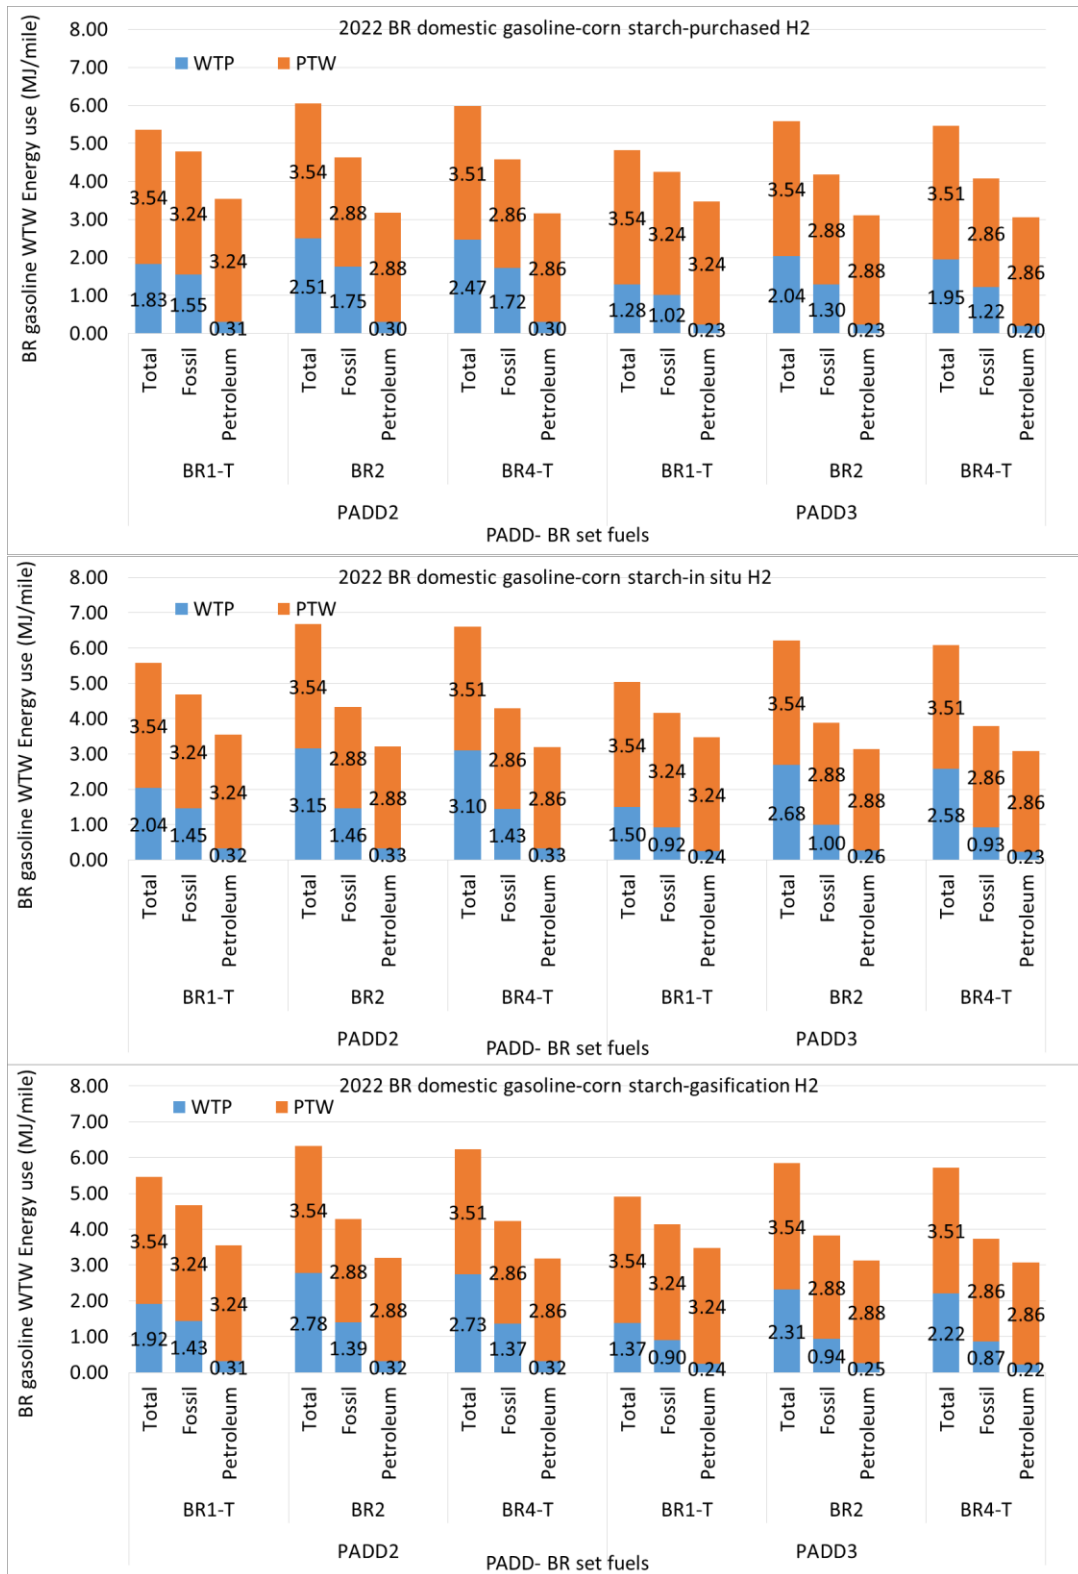 2022 BR domestic gasoline-corn starch-purchased H2
WTP PTW
BR gasoline WTW Energy use (MJ/mile)
8.00
7.00
6.00
5.00
4.00
3.00
2.00
1.00
0.00
3.54 3.24 3.24 3.54 2.88 2.88 3.51 2.86 2.86 3.54 3.24 3.24 3.54 2.88 2.88 3.51 2.86 2.86
1.83 1.55 0.31 2.51 1.75 0.30 2.47 1.72 0.30 1.28 1.02 0.23 2.04 1.30 0.23 1.95 1.22 0.20
Total Fossil Petroleum Total Fossil Petroleum Total Fossil Petroleum Total Fossil Petroleum Total Fossil Petroleum Total Fossil Petroleum
BR1-T BR2 BR4-T BR1-T BR2 BR4-T
PADD2 PADD3
PADD- BR set fuels
2022 BR domestic gasoline-corn starch-in situ H2
WTP PTW
BR gasoline WTW Energy use (MJ/mile)
8.00
7.00
6.00
5.00
4.00
3.00
2.00
1.00
0.00
3.54 3.24 3.24 3.54 2.88 2.88 3.51 2.86 2.86 3.54 3.24 3.24 3.54 2.88 2.88 3.51 2.86 2.86
2.04 1.45 0.32 3.15 1.46 0.33 3.10 1.43 0.33 1.50 0.92 0.24 2.68 1.00 0.26 2.58 0.93 0.23
Total Fossil Petroleum Total Fossil Petroleum Total Fossil Petroleum Total Fossil Petroleum Total Fossil Petroleum Total Fossil Petroleum
BR1-T BR2 BR4-T BR1-T BR2 BR4-T
PADD2 PADD3
PADD- BR set fuels
2022 BR domestic gasoline-corn starch-gasification H2
WTP PTW
BR gasoline WTW Energy use (MJ/mile)
8.00
7.00
6.00
5.00
4.00
3.00
2.00
1.00
0.00
3.54 3.24 3.24 3.54 2.88 2.88 3.51 2.86 2.86 3.54 3.24 3.24 3.54 2.88 2.88 3.51 2.86 2.86
1.92 1.43 0.31 2.78 1.39 0.32 2.73 1.37 0.32 1.37 0.90 0.24 2.31 0.94 0.25 2.22 0.87 0.22
Total Fossil Petroleum Total Fossil Petroleum Total Fossil Petroleum Total Fossil Petroleum Total Fossil Petroleum Total Fossil Petroleum
BR1-T BR2 BR4-T BR1-T BR2 BR4-T
PADD2 PADD3
PADD- BR set fuels